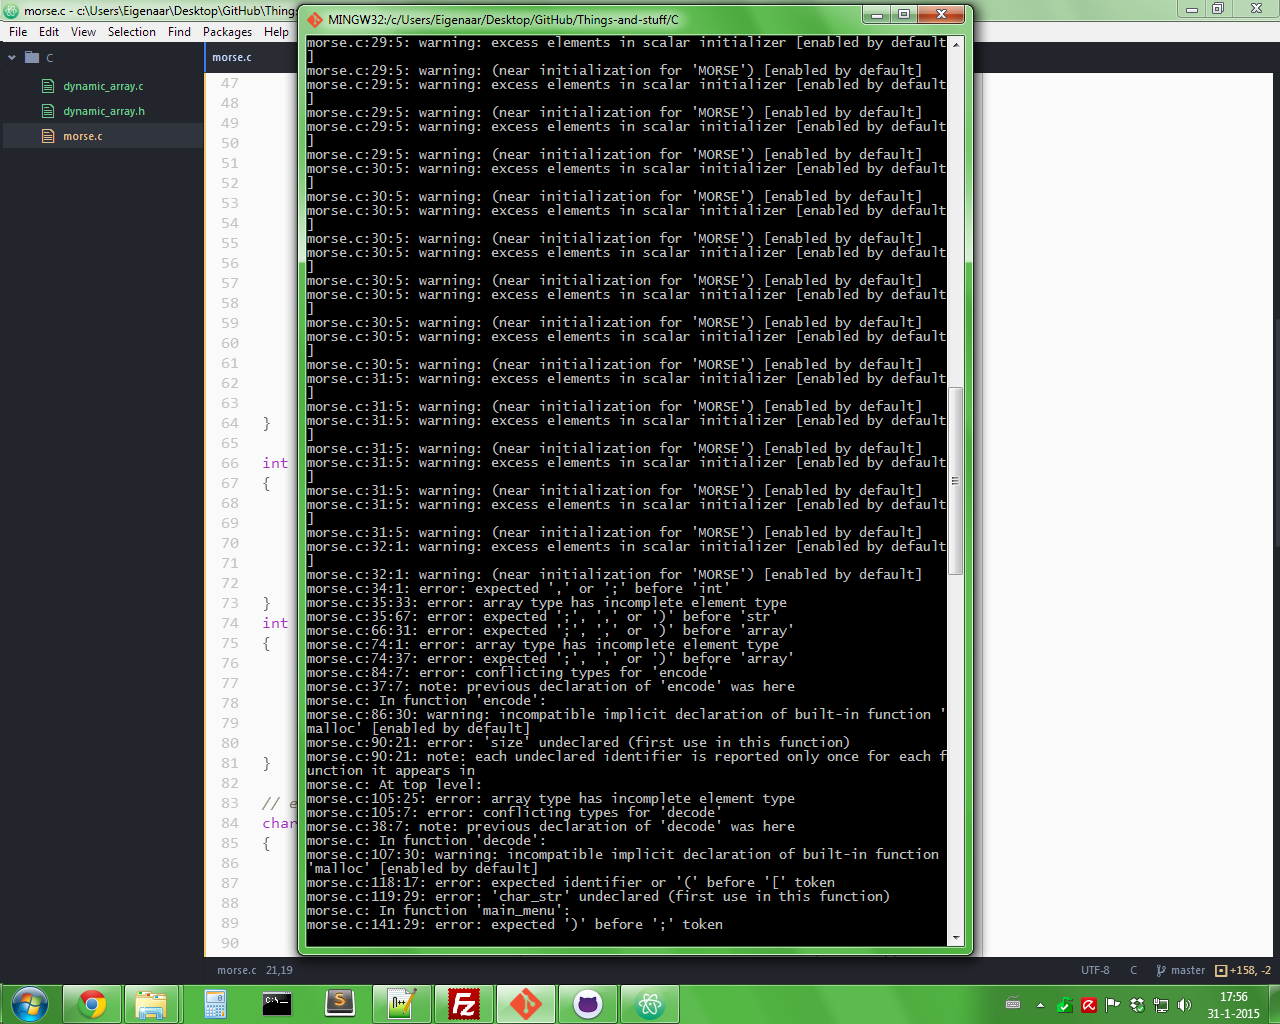 morse.c - c:\Users\Eigenaar\Desktop\GitHub\Things
MINGW32:/c/Users/Eigenaar/Desktop/GitHub/Things-and-stuff/C
File Edit View Selection Find Packages Help
C
dynamic_array.c
dynamic_array.h
morse.c
morse.c
47
48
49
50
51
52
53
54
55
56
57
58
59
60
61
62
63
64 }
65
66 int
67 {
68
69
70
71
72
73 }
74 int
75 {
76
77
78
79
80
81 }
82
83 // e
84 char
85 {
86
87
88
89
90
morse.c:29:5: warning: excess elements in scalar initializer [enabled by default
]
morse.c:29:5: warning: (near initialization for 'MORSE') [enabled by default]
morse.c:29:5: warning: excess elements in scalar initializer [enabled by default
]
morse.c:29:5: warning: (near initialization for 'MORSE') [enabled by default]
morse.c:29:5: warning: excess elements in scalar initializer [enabled by default
]
morse.c:29:5: warning: (near initialization for 'MORSE') [enabled by default]
morse.c:30:5: warning: excess elements in scalar initializer [enabled by default
]
morse.c:30:5: warning: (near initialization for 'MORSE') [enabled by default]
morse.c:30:5: warning: excess elements in scalar initializer [enabled by default
]
morse.c:30:5: warning: (near initialization for 'MORSE') [enabled by default]
morse.c:30:5: warning: excess elements in scalar initializer [enabled by default
]
morse.c:30:5: warning: (near initialization for 'MORSE') [enabled by default]
morse.c:30:5: warning: excess elements in scalar initializer [enabled by default
]
morse.c:30:5: warning: (near initialization for 'MORSE') [enabled by default]
morse.c:30:5: warning: excess elements in scalar initializer [enabled by default
]
morse.c:30:5: warning: (near initialization for 'MORSE') [enabled by default]
morse.c:31:5: warning: excess elements in scalar initializer [enabled by default
]
morse.c:31:5: warning: (near initialization for 'MORSE') [enabled by default]
morse.c:31:5: warning: excess elements in scalar initializer [enabled by default
]
morse.c:31:5: warning: (near initialization for 'MORSE') [enabled by default]
morse.c:31:5: warning: excess elements in scalar initializer [enabled by default
]
morse.c:31:5: warning: (near initialization for 'MORSE') [enabled by default]
morse.c:31:5: warning: excess elements in scalar initializer [enabled by default
]
morse.c:31:5: warning: (near initialization for 'MORSE') [enabled by default]
morse.c:32:1: warning: excess elements in scalar initializer [enabled by default
]
morse.c:32:1: warning: (near initialization for 'MORSE') [enabled by default]
morse.c:34:1: error: expected ',' or ';' before 'int'
morse.c:35:33: error: array type has incomplete element type
morse.c:35:67: error: expected ';', ',' or ')' before 'str'
morse.c:66:31: error: expected ';', ',' or ')' before 'array'
morse.c:74:1: error: array type has incomplete element type
morse.c:74:37: error: expected ';', ',' or ')' before 'array'
morse.c:84:7: error: conflicting types for 'encode'
morse.c:37:7: note: previous declaration of 'encode' was here
morse.c: In function 'encode':
morse.c:86:30: warning: incompatible implicit declaration of built-in function '
malloc' [enabled by default]
morse.c:90:21: error: 'size' undeclared (first use in this function)
morse.c:90:21: note: each undeclared identifier is reported only once for each f
unction it appears in
morse.c: At top level:
morse.c:105:25: error: array type has incomplete element type
morse.c:105:7: error: conflicting types for 'decode'
morse.c:38:7: note: previous declaration of 'decode' was here
morse.c: In function 'decode':
morse.c:107:30: warning: incompatible implicit declaration of built-in function
'malloc' [enabled by default]
morse.c:118:17: error: expected identifier or '(' before '[' token
morse.c:119:29: error: 'char_str' undeclared (first use in this function)
morse.c: In function 'main_menu':
morse.c:141:29: error: expected ')' before ';' token
morse.c 21,19
UTF-8 C master +158, -2
17:56
31-1-2015